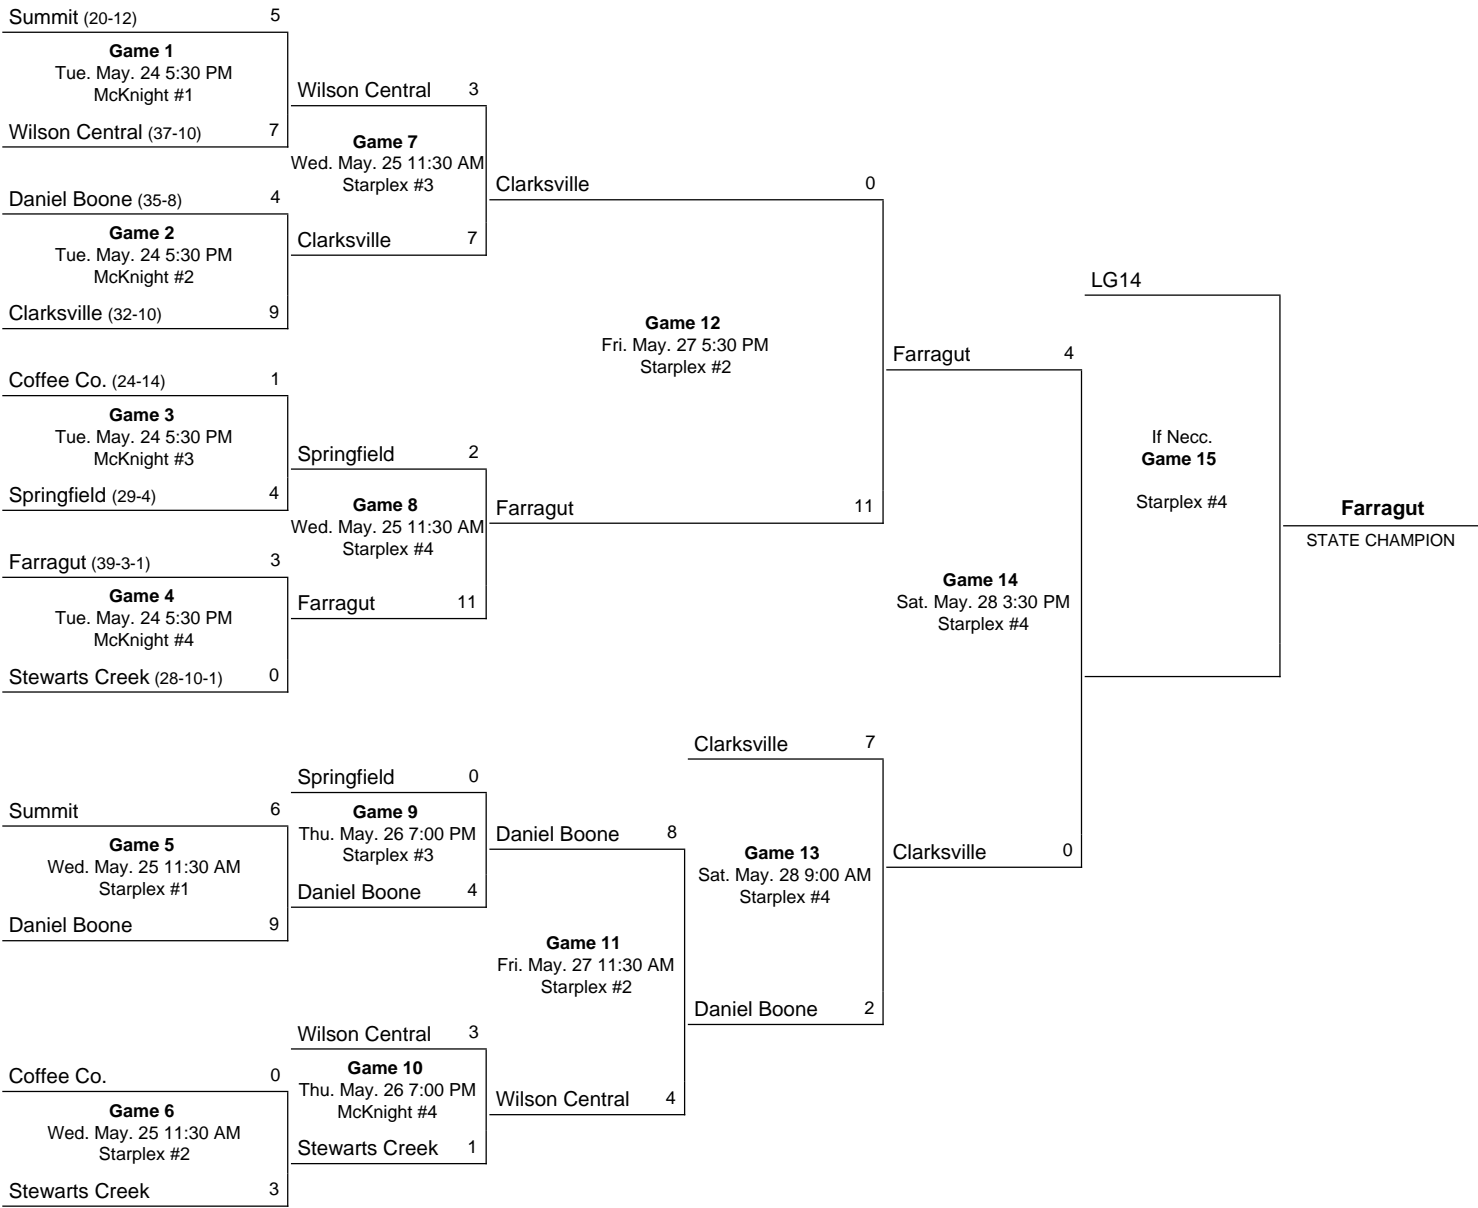 Summit (20-12) 5
Game 1
Tue. May. 24 5:30 PM
McKnight #1
Wilson Central (37-10) 7
Daniel Boone (35-8) 4
Game 2
Tue. May. 24 5:30 PM
McKnight #2
Clarksville (32-10) 9
Coffee Co. (24-14) 1
Game 3
Tue. May. 24 5:30 PM
McKnight #3
Springfield (29-4) 4
Farragut (39-3-1) 3
Game 4
Tue. May. 24 5:30 PM
McKnight #4
Stewarts Creek (28-10-1) 0
Wilson Central 3
Game 7
Wed. May. 25 11:30 AM
Starplex #3
Clarksville 7
Springfield 2
Game 8
Wed. May. 25 11:30 AM
Starplex #4
Farragut 11
Clarksville 0
Game 12
Fri. May. 27 5:30 PM
Starplex #2
Farragut 11
Farragut 4
Game 14
Sat. May. 28 3:30 PM
Starplex #4
Clarksville 0
LG14
If Necc.
Game 15
Starplex #4
Farragut
STATE CHAMPION
Summit 6
Game 5
Wed. May. 25 11:30 AM
Starplex #1
Daniel Boone 9
Coffee Co. 0
Game 6
Wed. May. 25 11:30 AM
Starplex #2
Stewarts Creek 3
Springfield 0
Game 9
Thu. May. 26 7:00 PM
Starplex #3
Daniel Boone 4
Wilson Central 3
Game 10
Thu. May. 26 7:00 PM
McKnight #4
Stewarts Creek 1
Daniel Boone 8
Game 11
Fri. May. 27 11:30 AM
Starplex #2
Wilson Central 4
Clarksville 7
Game 13
Sat. May. 28 9:00 AM
Starplex #4
Daniel Boone 2